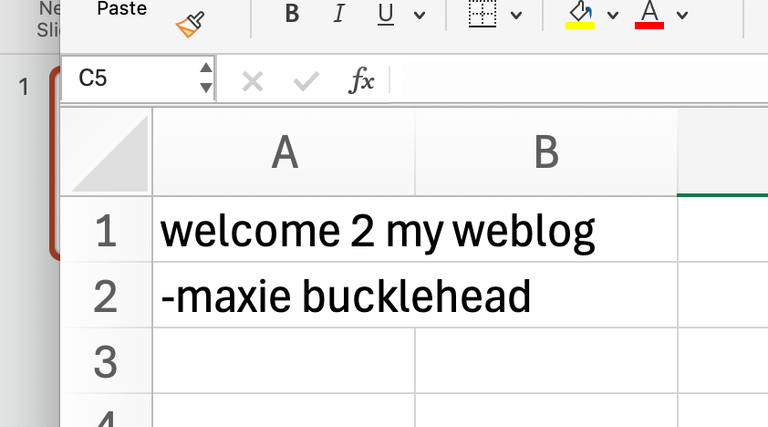 Ne
Paste
B I U A
Sli
C5
fx
1
A B
1 welcome 2 my weblog
2 -maxie bucklehead
3
4